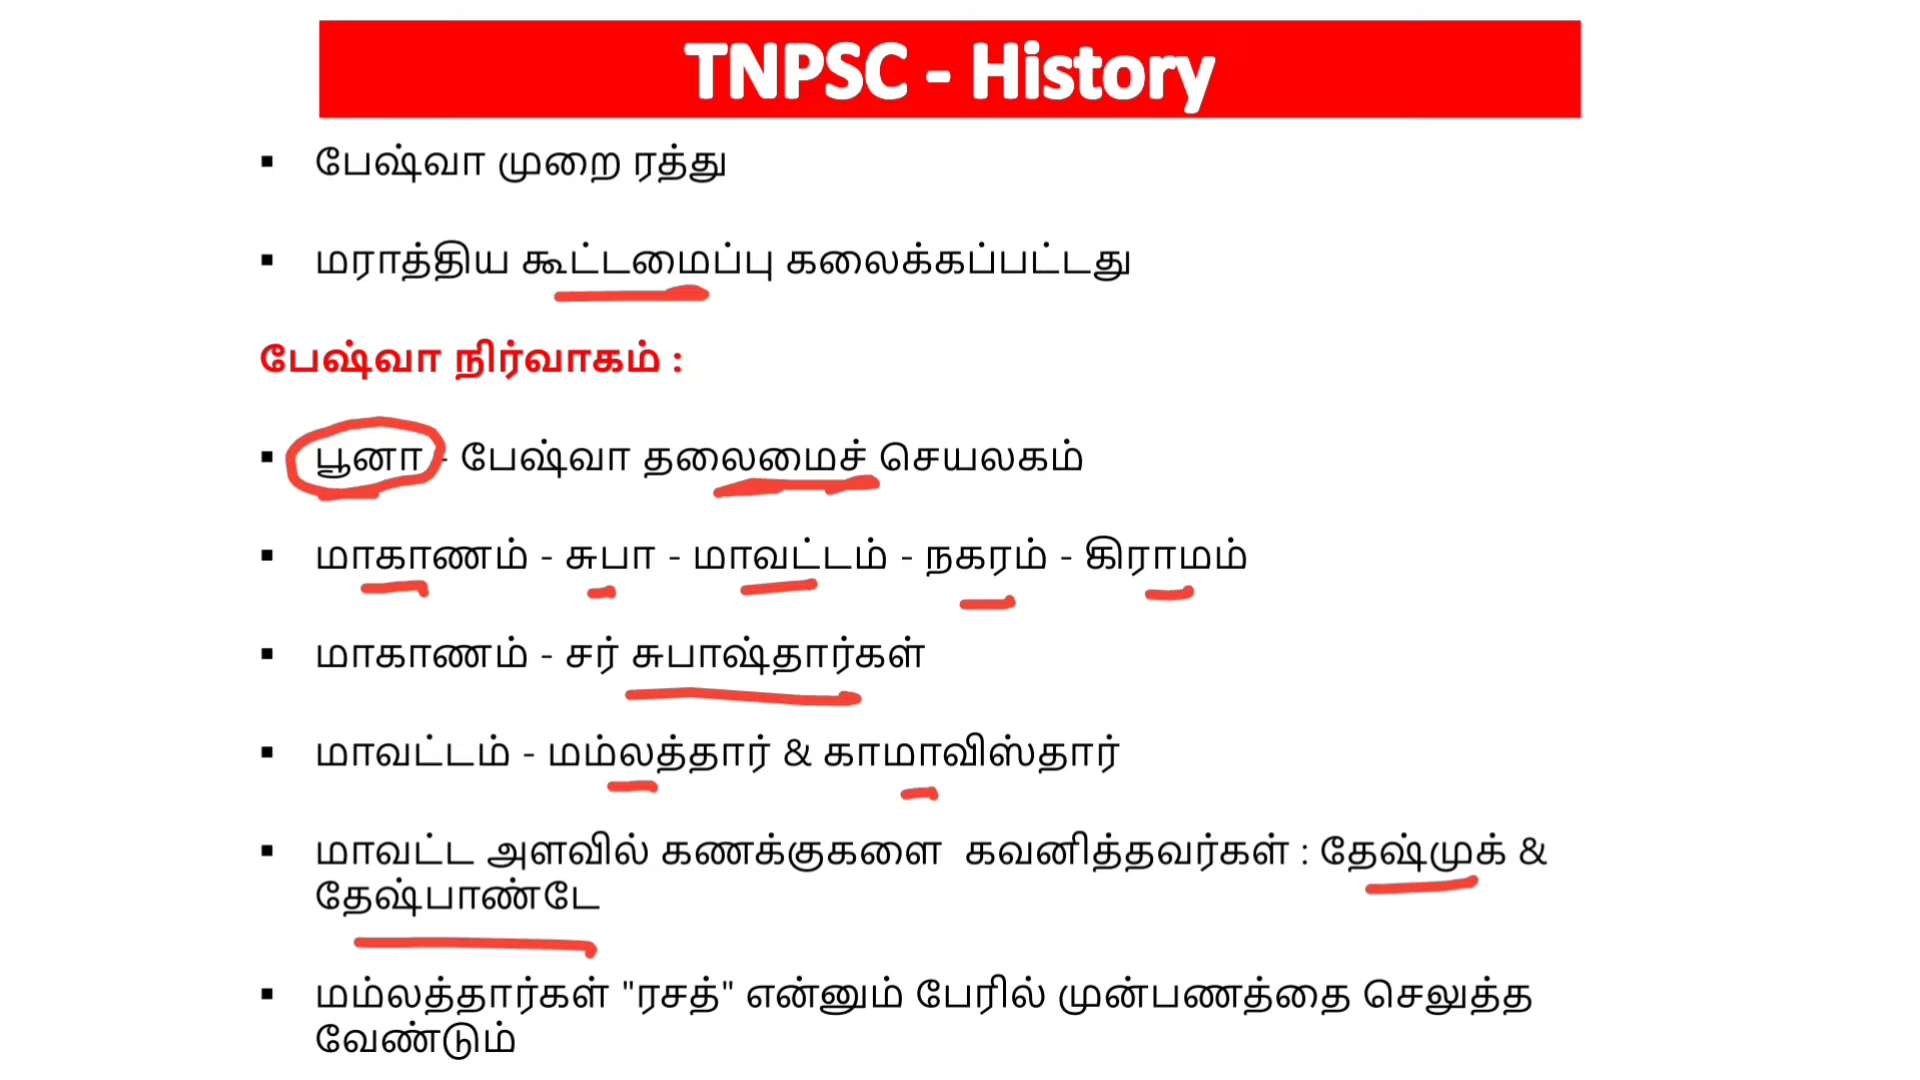 TNPSC - History
▪ பேஷ்வா முறை ரத்து
▪ மராத்திய கூட்டமைப்பு கலைக்கப்பட்டது
பேஷ்வா நிர்வாகம் :
▪ பூனா - பேஷ்வா தலைமைச் செயலகம்
▪ மாகாணம் - சுபா - மாவட்டம் - நகரம் - கிராமம்
▪ மாகாணம் - சர் சுபாஷ்தார்கள்
▪ மாவட்டம் - மம்லத்தார் & காமாவிஸ்தார்
▪ மாவட்ட அளவில் கணக்குகளை கவனித்தவர்கள் : தேஷ்முக் &
தேஷ்பாண்டே
▪ மம்லத்தார்கள் "ரசத்" என்னும் பேரில் முன்பணத்தை செலுத்த
வேண்டும்